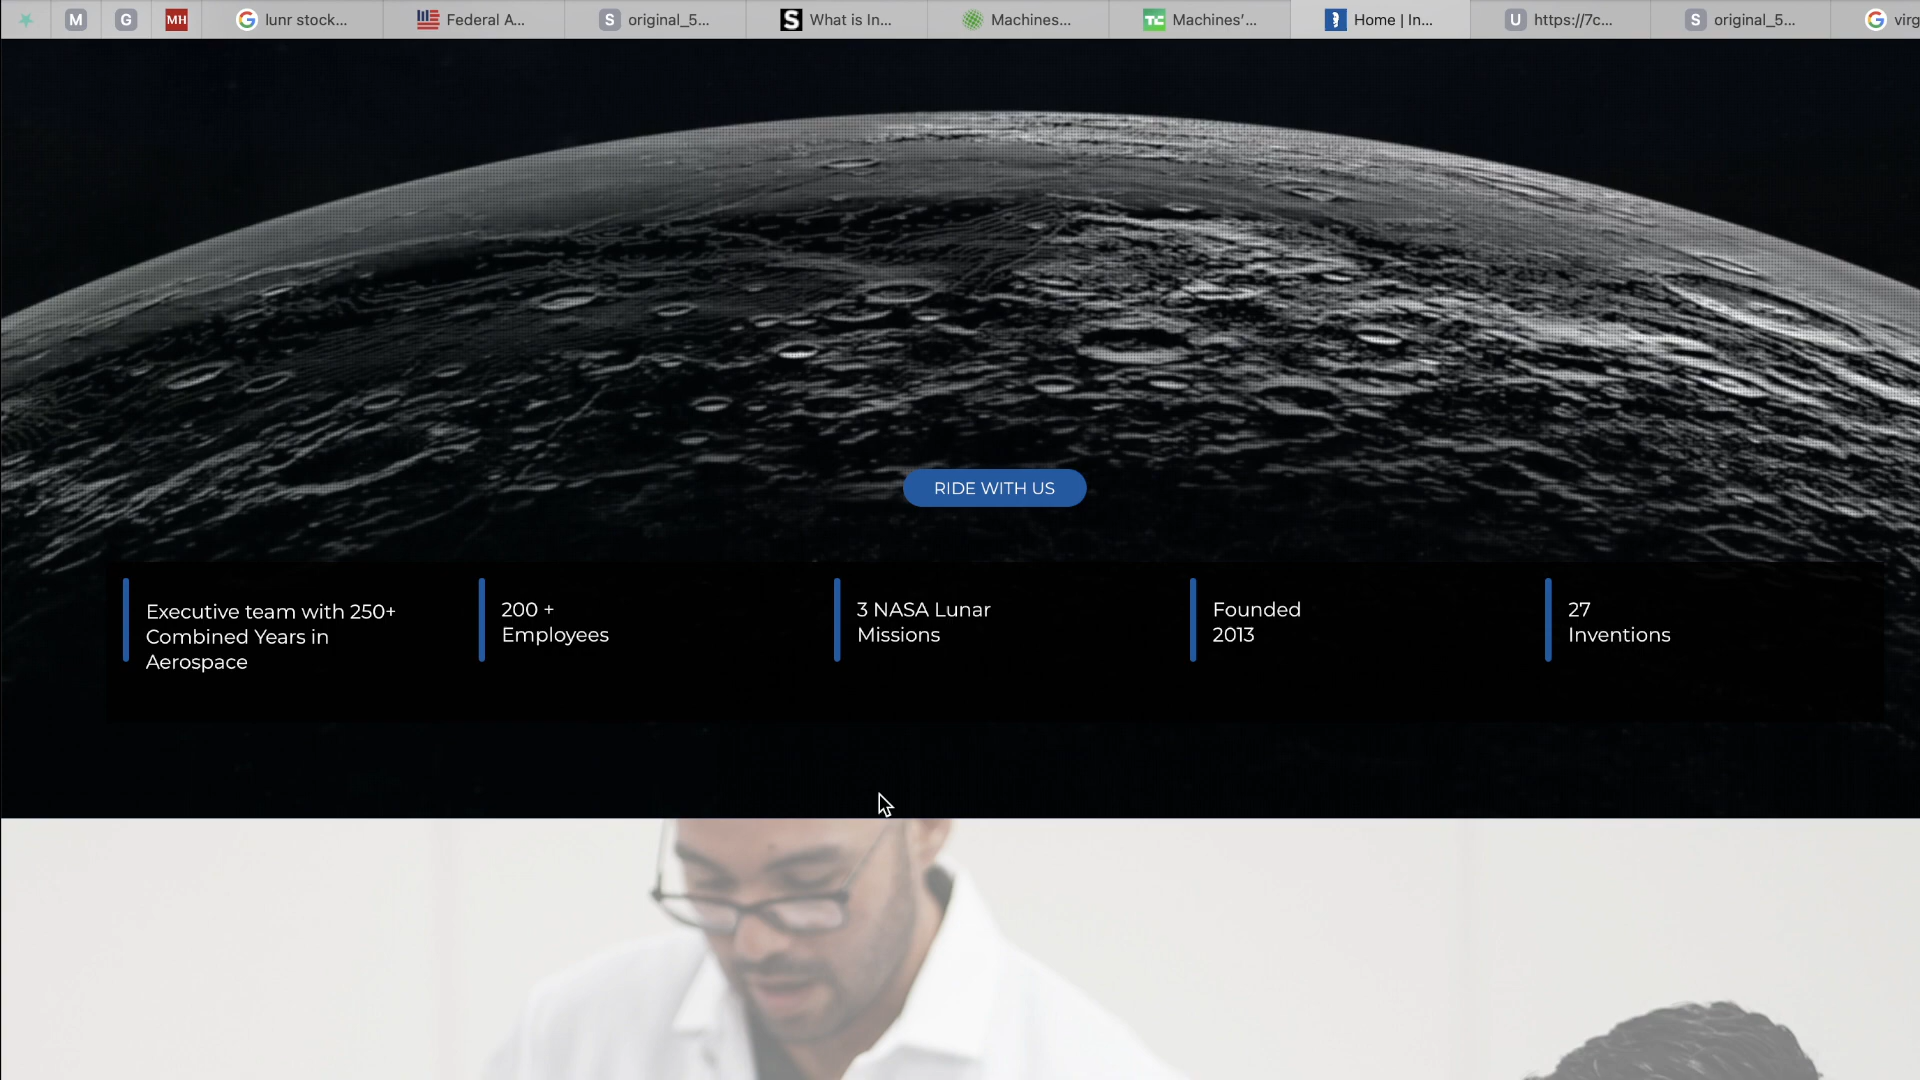 M
G
MH
lunr stock...
Federal A...
S
original_5...
S
What is In...
Machines...
TC
Machines'...
Home | In...
U
https://7c...
S
original_5...
G
virg
RIDE WITH US
Executive team with 250+
Combined Years in
Aerospace
200 +
Employees
3 NASA Lunar
Missions
Founded
2013
27
Inventions